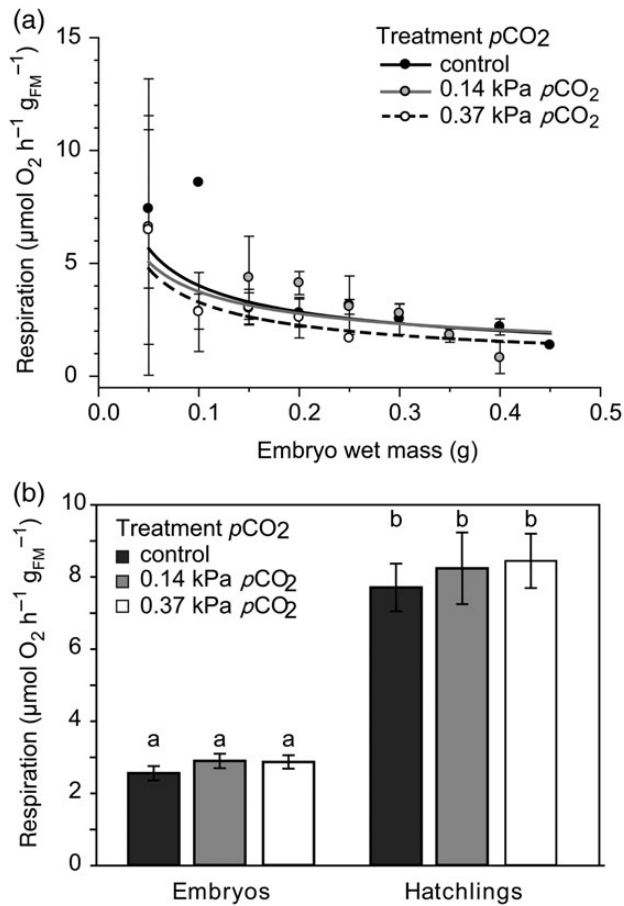 (a)
15
10
5
0
Respiration (µmol O2 h−1 gFM−1)
Treatment pCO2
control
0.14 kPa pCO2
0.37 kPa pCO2
0.0 0.1 0.2 0.3 0.4 0.5
Embryo wet mass (g)
(b)
10
8
6
4
2
0
Respiration (µmol O2 h−1 gFM−1)
Treatment pCO2
control
0.14 kPa pCO2
0.37 kPa pCO2
a a a
b b b
Embryos Hatchlings